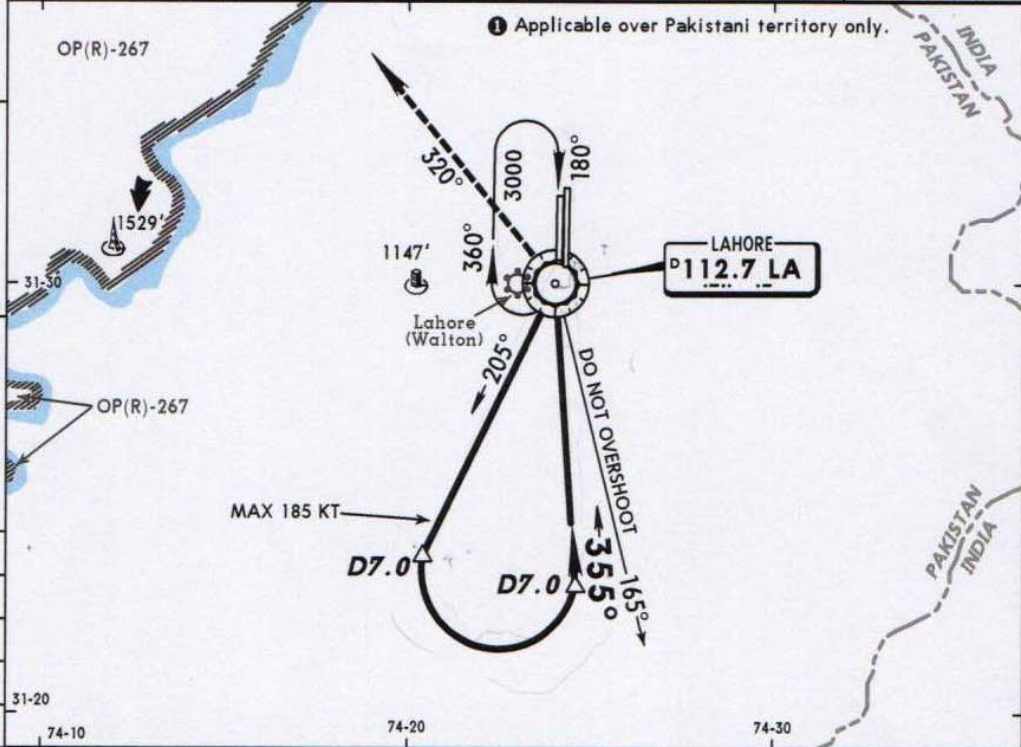 ❶ Applicable over Pakistani territory only.
OP(R)-267
INDIA
PAKISTAN
320°
3000
180°
360°
1529'
1147'
31-30
LAHORE
D 112.7 LA
Lahore
(Walton)
205°
DO NOT OVERSHOOT
OP(R)-267
MAX 185 KT
D7.0
D7.0
355°
165°
PAKISTAN
INDIA
31-20
74-10
74-20
74-30